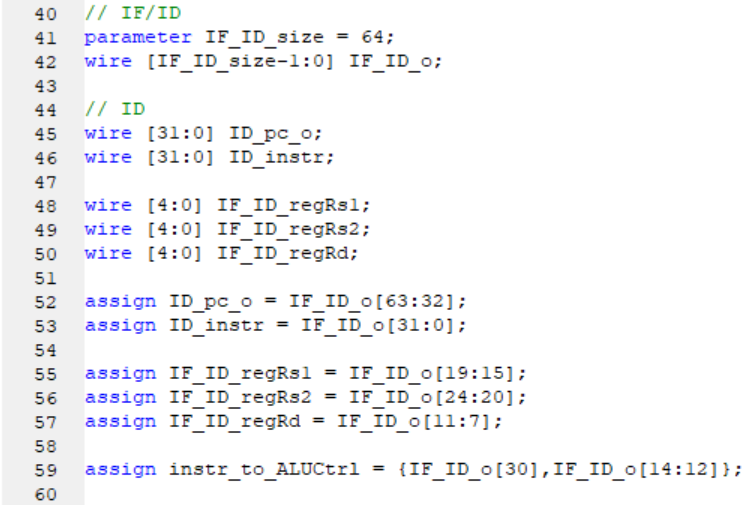 40 // IF/ID
41 parameter IF_ID_size = 64;
42 wire [IF_ID_size-1:0] IF_ID_o;
43
44 // ID
45 wire [31:0] ID_pc_o;
46 wire [31:0] ID_instr;
47
48 wire [4:0] IF_ID_regRs1;
49 wire [4:0] IF_ID_regRs2;
50 wire [4:0] IF_ID_regRd;
51
52 assign ID_pc_o = IF_ID_o[63:32];
53 assign ID_instr = IF_ID_o[31:0];
54
55 assign IF_ID_regRs1 = IF_ID_o[19:15];
56 assign IF_ID_regRs2 = IF_ID_o[24:20];
57 assign IF_ID_regRd = IF_ID_o[11:7];
58
59 assign instr_to_ALUCtrl = {IF_ID_o[30],IF_ID_o[14:12]};
60